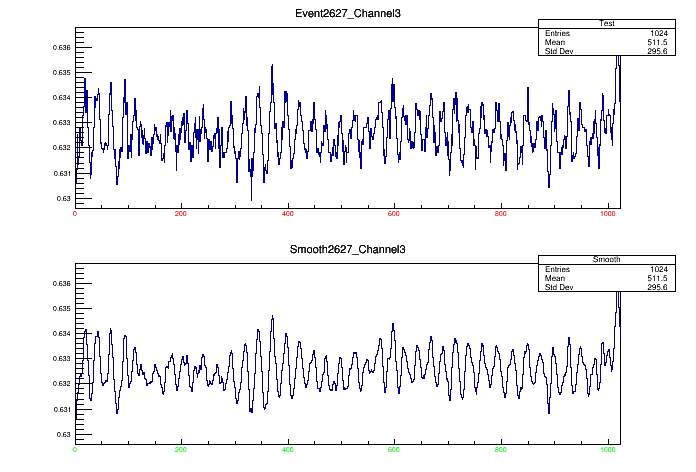 Event2627_Channel3
Test
Entries 1024
Mean 511.5
Std Dev 295.6
0.636
0.635
0.634
0.633
0.632
0.631
0.63
0 200 400 600 800 1000
Smooth2627_Channel3
Smooth
Entries 1024
Mean 511.5
Std Dev 295.6
0.636
0.635
0.634
0.633
0.632
0.631
0.63
0 200 400 600 800 1000